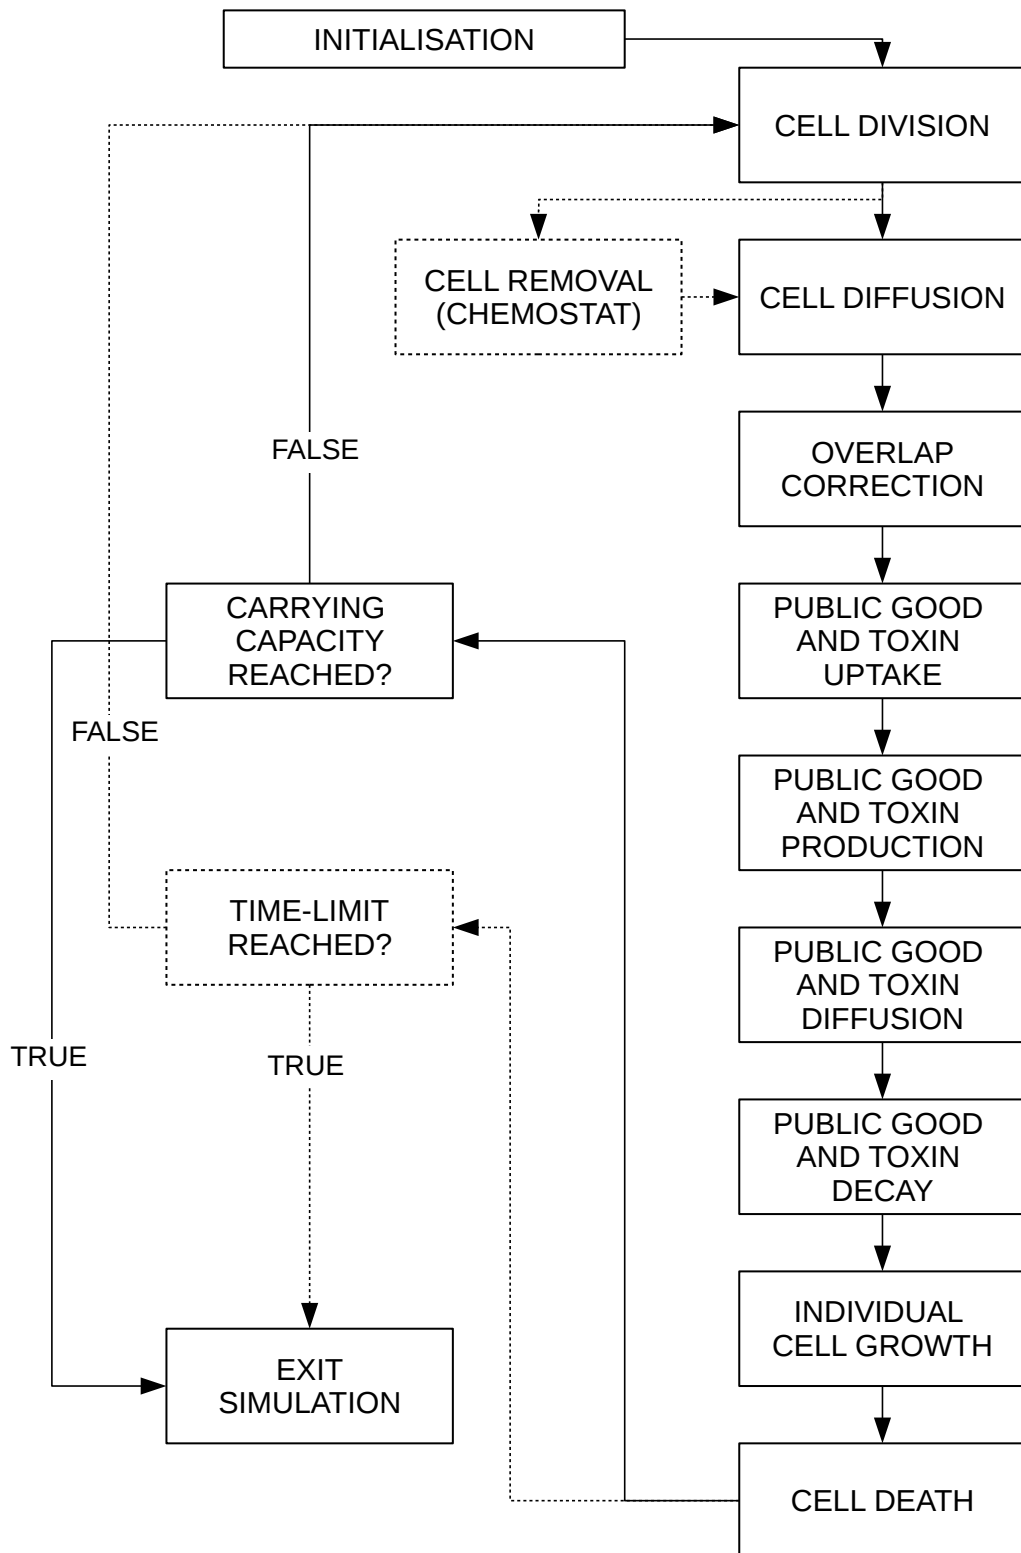 INITIALISATION
CELL DIVISION
CELL REMOVAL
(CHEMOSTAT)
CELL DIFFUSION
FALSE
OVERLAP
CORRECTION
CARRYING
CAPACITY
REACHED?
PUBLIC GOOD
AND TOXIN
UPTAKE
FALSE
PUBLIC GOOD
AND TOXIN
PRODUCTION
TIME-LIMIT
REACHED?
PUBLIC GOOD
AND TOXIN
DIFFUSION
TRUE
TRUE
PUBLIC GOOD
AND TOXIN
DECAY
INDIVIDUAL
CELL GROWTH
EXIT
SIMULATION
CELL DEATH